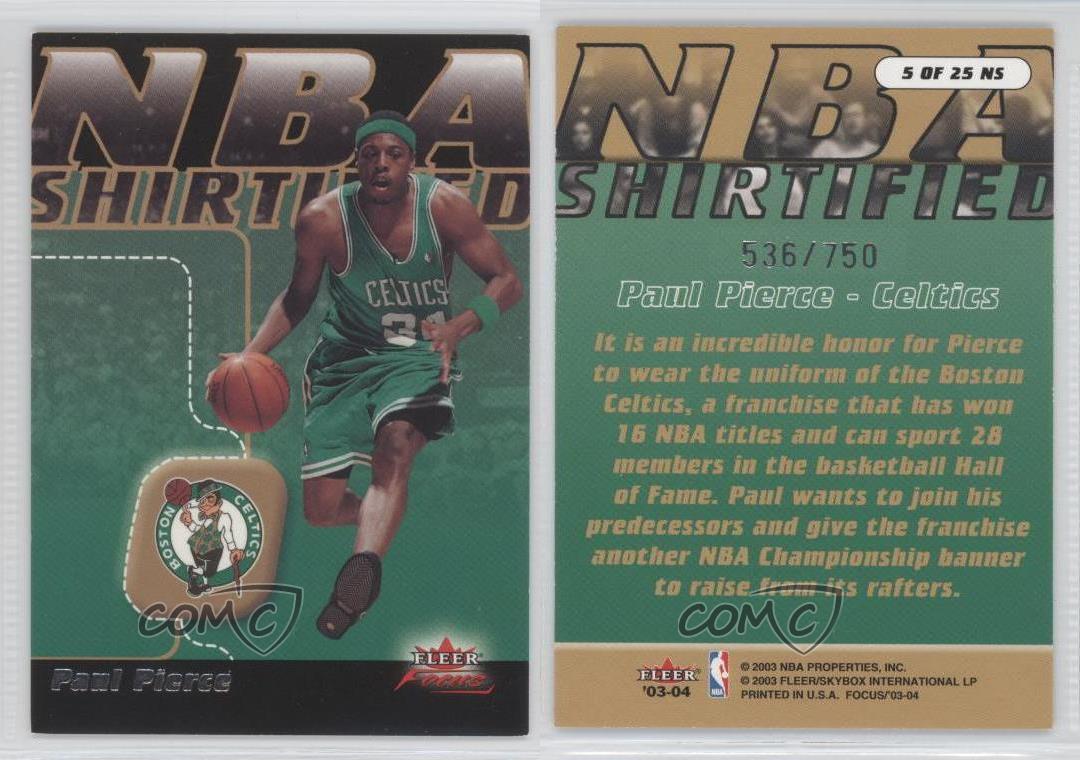 NBA
SHIRTIFIED
CELTICS
34
BOSTON CELTICS
COMC
FLEER
Focus
Paul Pierce
NBA
5 OF 25 NS
SHIRTIFIED
536/750
Paul Pierce - Celtics
It is an incredible honor for Pierce
to wear the uniform of the Boston
Celtics, a franchise that has won
16 NBA titles and can sport 28
members in the basketball Hall
of Fame. Paul wants to join his
predecessors and give the franchise
another NBA Championship banner
to raise from its rafters.
COMC
FLEER
'03-04
NBA
© 2003 NBA PROPERTIES, INC.
© 2003 FLEER/SKYBOX INTERNATIONAL LP
PRINTED IN U.S.A. FOCUS/'03-04